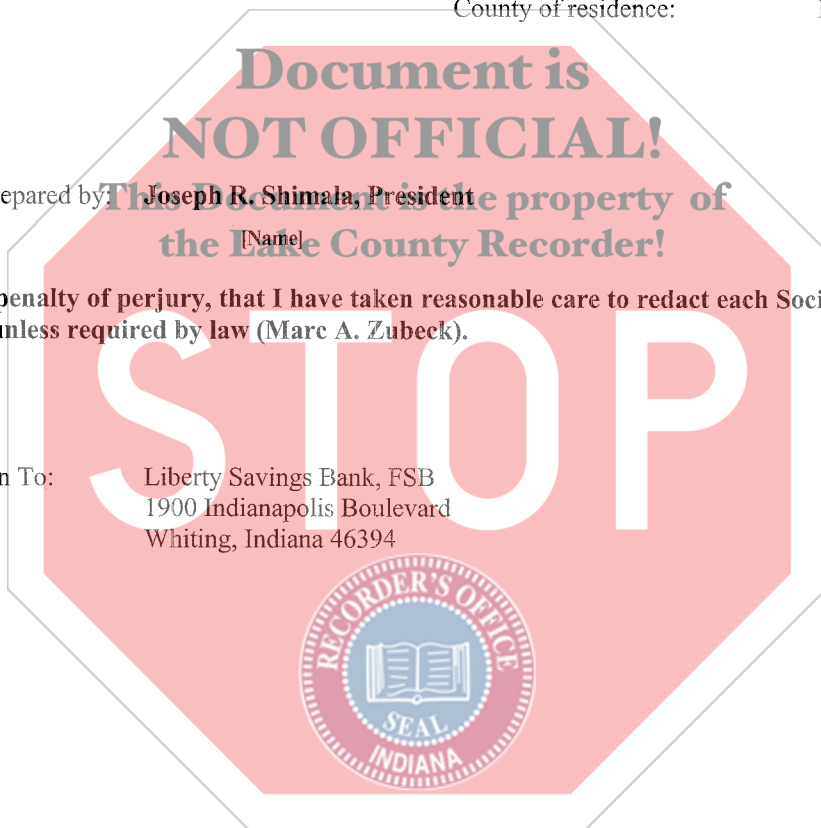 County of residence:
Document is
NOT OFFICIAL!
epared by: Joseph R. Shimala, President
This Document is the property of
[Name]
the Lake County Recorder!
penalty of perjury, that I have taken reasonable care to redact each Soci
unless required by law (Marc A. Zubeck).
STOP
n To: Liberty Savings Bank, FSB
1900 Indianapolis Boulevard
Whiting, Indiana 46394
RECORDER'S OFFICE
SEAL
INDIANA